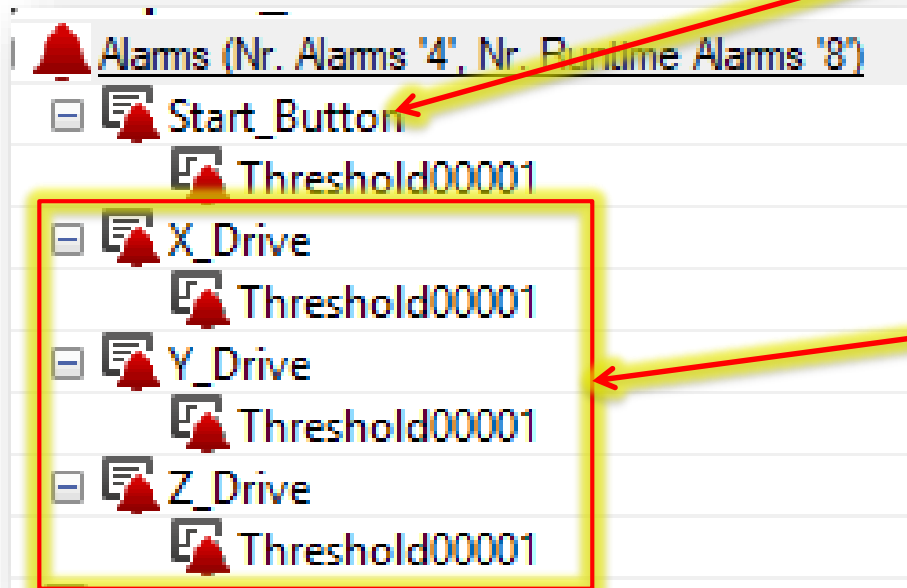 Alarms (Nr. Alarms '4', Nr. Runtime Alarms '8')
Start_Button
Threshold00001
X_Drive
Threshold00001
Y_Drive
Threshold00001
Z_Drive
Threshold00001